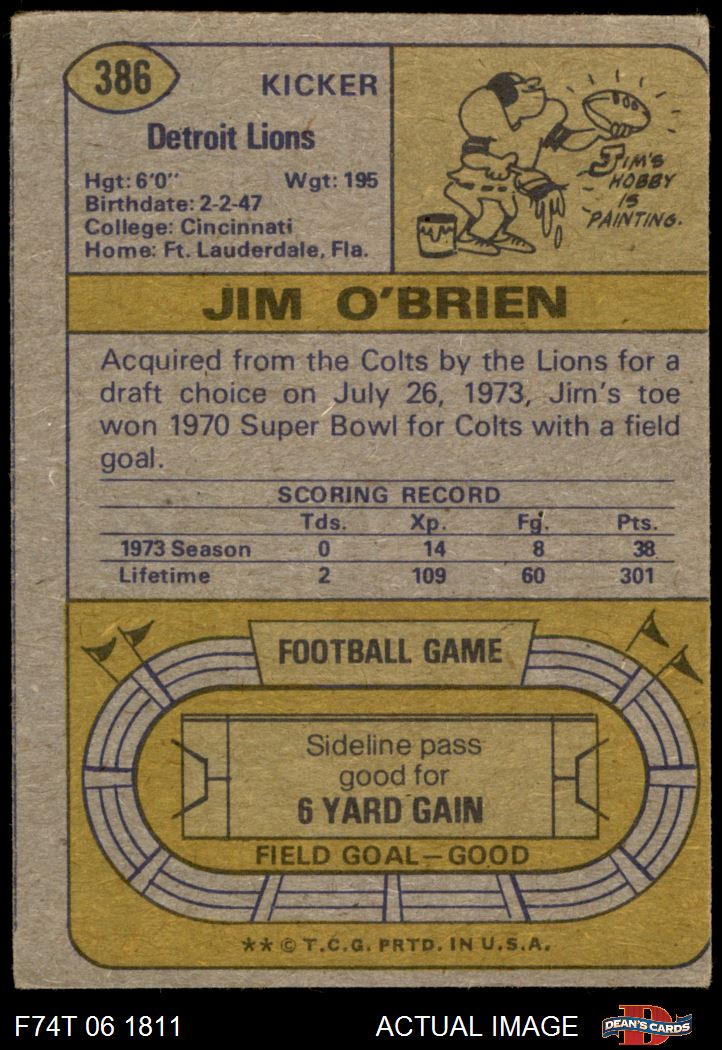 386
KICKER
Detroit Lions
Hgt: 6'0" Wgt: 195
Birthdate: 2-2-47
College: Cincinnati
Home: Ft. Lauderdale, Fla.
JIM'S
HOBBY
IS
PAINTING.
JIM O'BRIEN
Acquired from the Colts by the Lions for a
draft choice on July 26, 1973, Jim's toe
won 1970 Super Bowl for Colts with a field
goal.
SCORING RECORD
Tds. Xp. Fg. Pts.
1973 Season 0 14 8 38
Lifetime 2 109 60 301
FOOTBALL GAME
Sideline pass
good for
6 YARD GAIN
FIELD GOAL—GOOD
** © T.C.G. PRTD. IN U.S.A.
F74T 06 1811 ACTUAL IMAGE
D
DEAN'S CARDS